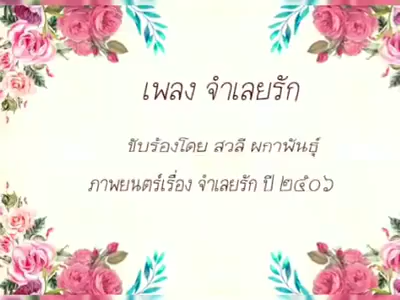 เพลง จำเลยรัก
ขับร้องโดย สวลี ผกาพันธุ์
ภาพยนตร์เรื่อง จำเลยรัก ปี ๒๕๐๖